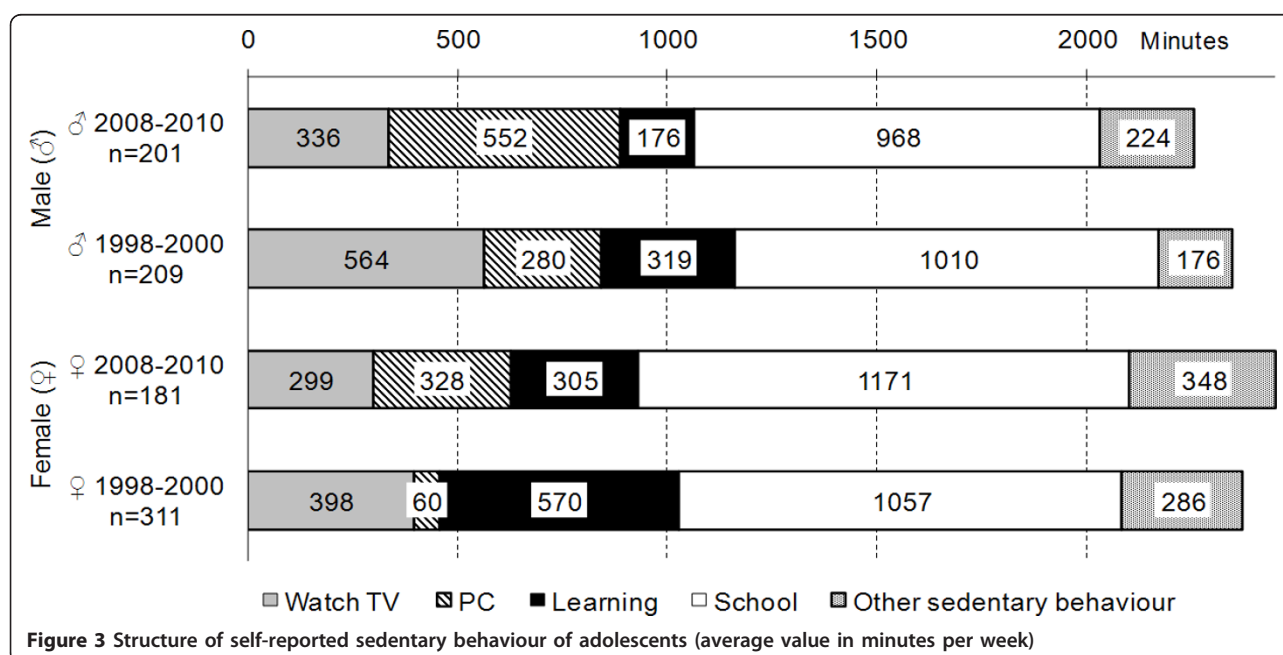 0 500 1000 1500 2000 Minutes
Male (♂)
♂ 2008-2010
n=201
336 552 176 968 224
♂ 1998-2000
n=209
564 280 319 1010 176
Female (♀)
♀ 2008-2010
n=181
299 328 305 1171 348
♀ 1998-2000
n=311
398 60 570 1057 286
Watch TV PC Learning School Other sedentary behaviour
Figure 3 Structure of self-reported sedentary behaviour of adolescents (average value in minutes per week)